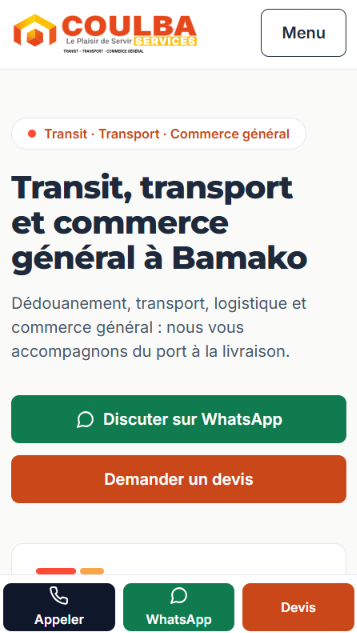 COULBA
Le Plaisir de Servir SERVICES
TRANSIT - TRANSPORT - COMMERCE GÉNÉRAL
Menu
Transit · Transport · Commerce général
Transit, transport
et commerce
général à Bamako
Dédouanement, transport, logistique et
commerce général : nous vous
accompagnons du port à la livraison.
Discuter sur WhatsApp
Demander un devis
Appeler
WhatsApp
Devis